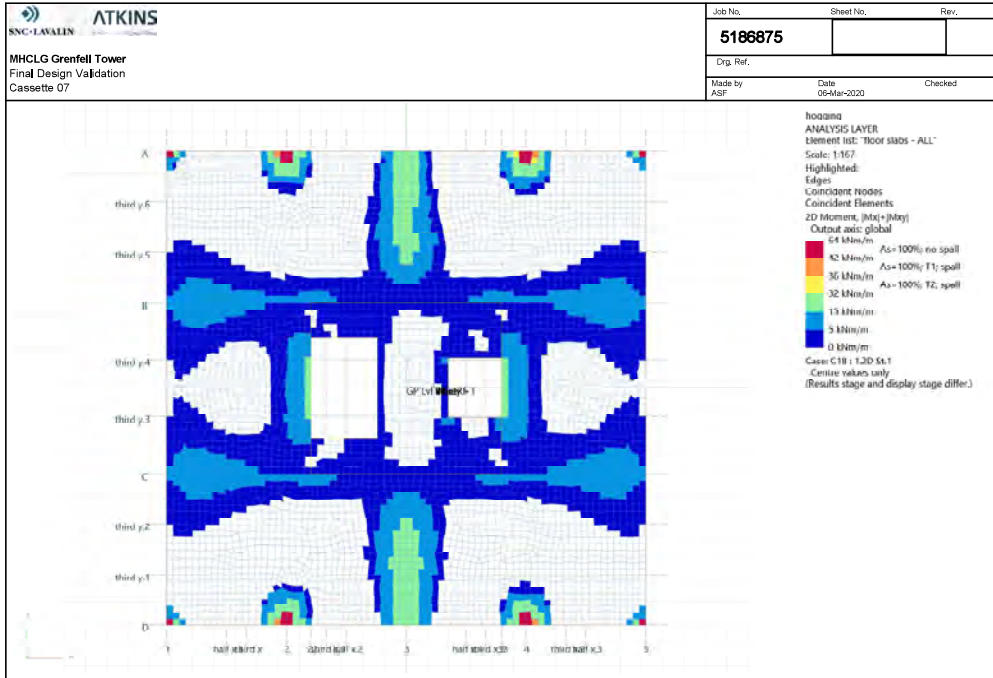 SNC·LAVALIN ATKINS
MHCLG Grenfell Tower
Final Design Validation
Cassette 07
Job No. Sheet No. Rev.
5186875
Drg. Ref.
Made by Date Checked
ASF 06-Mar-2020
hogging
ANALYSIS LAYER
Element list: "floor slabs - ALL"
Scale: 1:167
Highlighted:
Edges
Coincident Nodes
Coincident Elements
2D Moment, |Mx|+|Mxy|
Output axis: global
64 kNm/m
As=100%; no spall
42 kNm/m
As=100%; T1; spall
36 kNm/m
As=100%; T2; spall
32 kNm/m
13 kNm/m
5 kNm/m
0 kNm/m
Case: C18 : 1.2D St.1
Centre values only
(Results stage and display stage differ.)
A
third y.6
third y.5
B
third y.4
third y.3
C
third y.2
third y.1
D
1 2 3 4 5